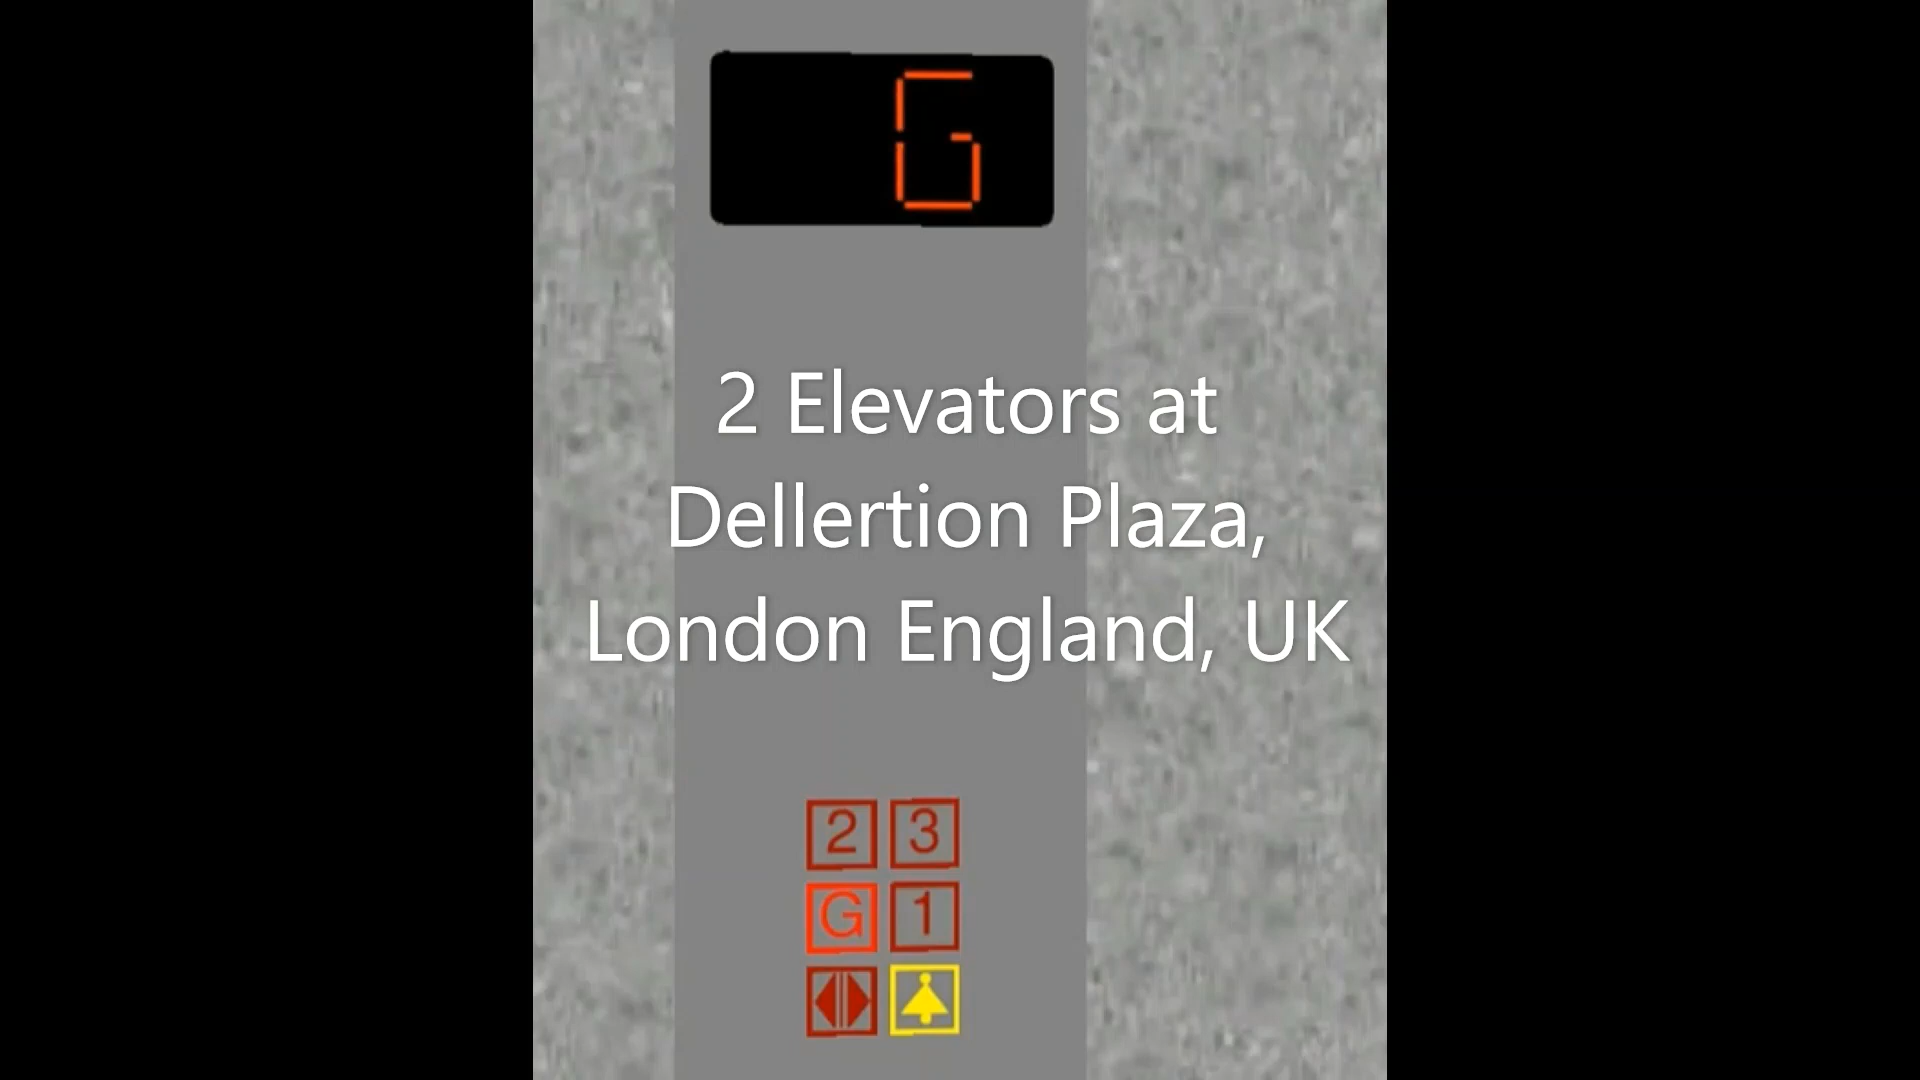 G
2 Elevators at
Dellertion Plaza,
London England, UK
2 3
G 1